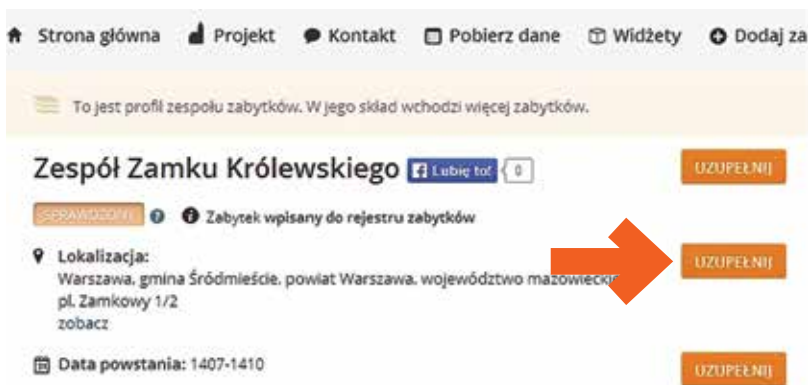 Strona główna Projekt Kontakt Pobierz dane Widżety Dodaj za
To jest profil zespołu zabytków. W jego skład wchodzi więcej zabytków.
Zespół Zamku Królewskiego Lubię to! 0 UZUPEŁNIJ
SPRAWDZONY Zabytek wpisany do rejestru zabytków
Lokalizacja: UZUPEŁNIJ
Warszawa, gmina Śródmieście, powiat Warszawa, województwo mazowieckie
pl. Zamkowy 1/2
zobacz
Data powstania: 1407-1410 UZUPEŁNIJ